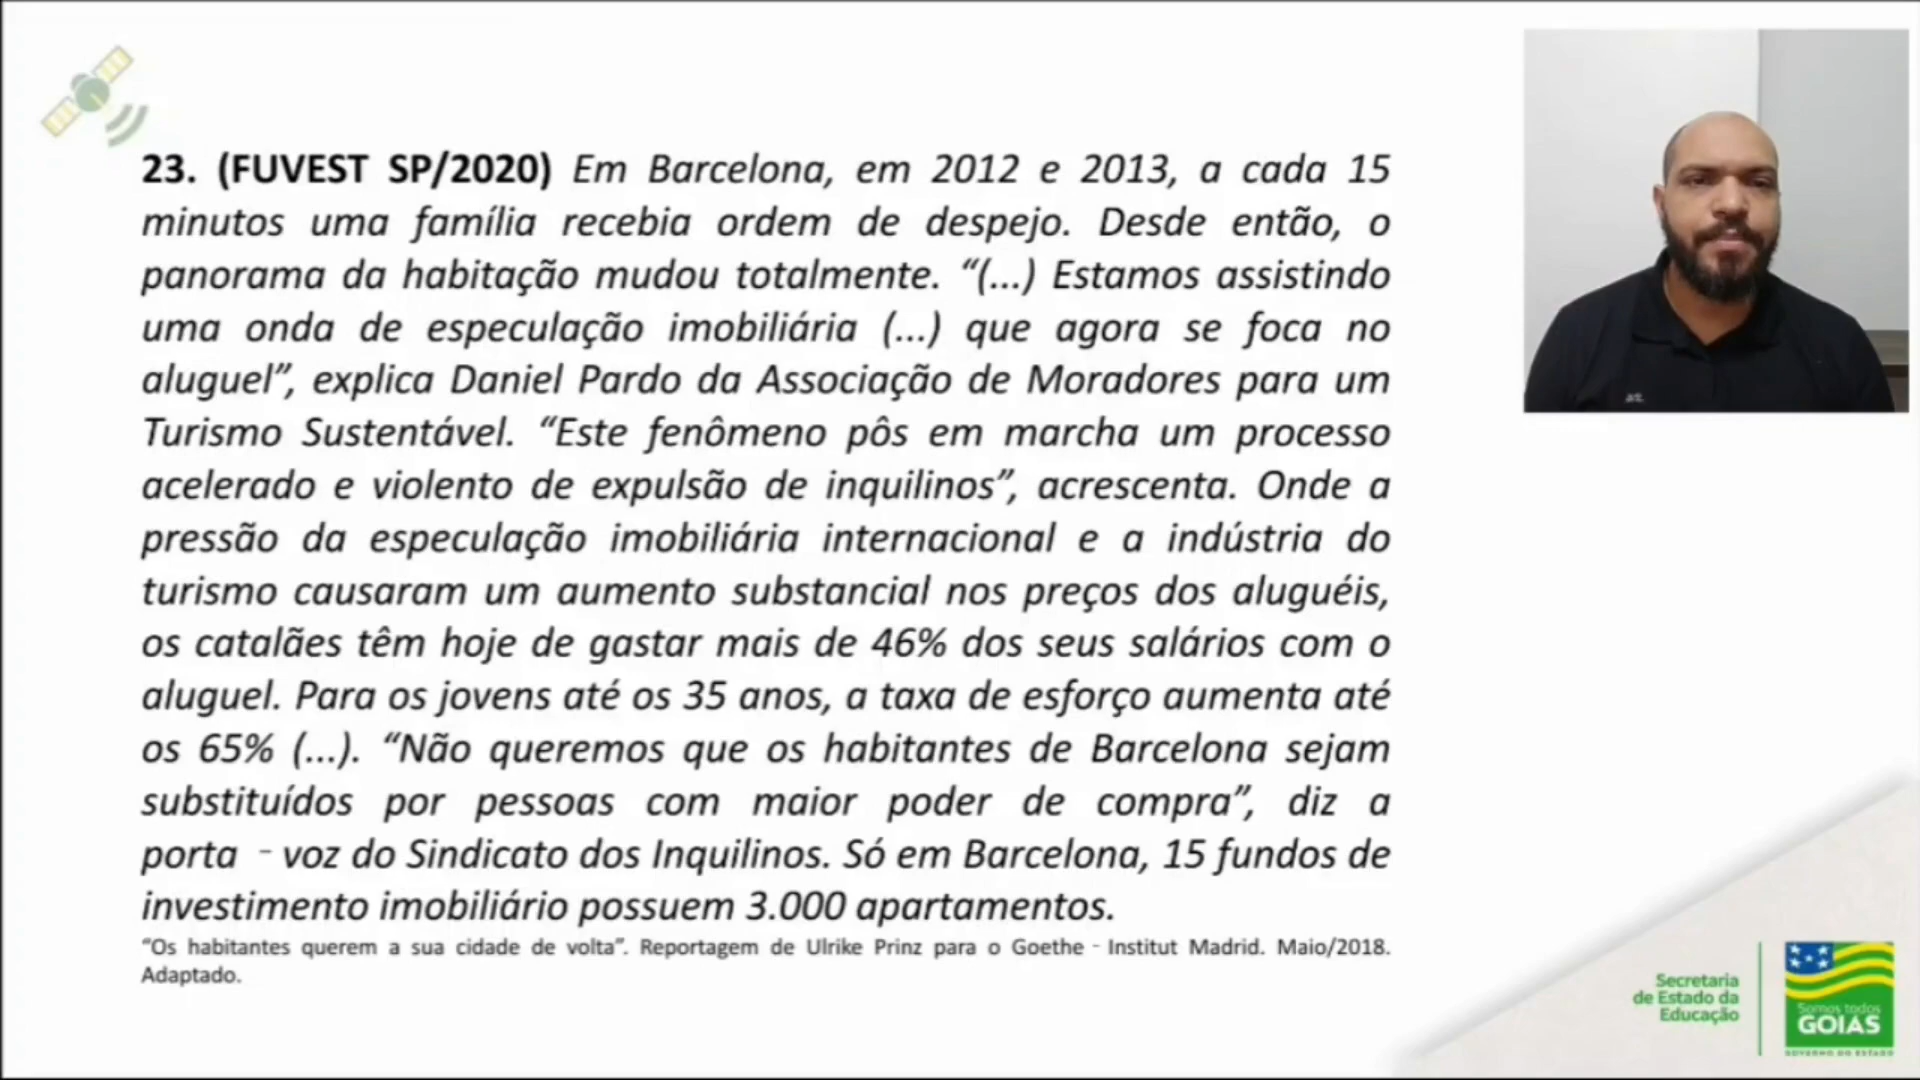 23. (FUVEST SP/2020) Em Barcelona, em 2012 e 2013, a cada 15
minutos uma família recebia ordem de despejo. Desde então, o
panorama da habitação mudou totalmente. “(...) Estamos assistindo
uma onda de especulação imobiliária (...) que agora se foca no
aluguel”, explica Daniel Pardo da Associação de Moradores para um
Turismo Sustentável. “Este fenômeno pôs em marcha um processo
acelerado e violento de expulsão de inquilinos”, acrescenta. Onde a
pressão da especulação imobiliária internacional e a indústria do
turismo causaram um aumento substancial nos preços dos aluguéis,
os catalães têm hoje de gastar mais de 46% dos seus salários com o
aluguel. Para os jovens até os 35 anos, a taxa de esforço aumenta até
os 65% (...). “Não queremos que os habitantes de Barcelona sejam
substituídos por pessoas com maior poder de compra”, diz a
porta - voz do Sindicato dos Inquilinos. Só em Barcelona, 15 fundos de
investimento imobiliário possuem 3.000 apartamentos.
“Os habitantes querem a sua cidade de volta”. Reportagem de Ulrike Prinz para o Goethe - Institut Madrid. Maio/2018.
Adaptado.
Secretaria
de Estado da
Educação
Somos todos
GOIÁS
GOVERNO DO ESTADO